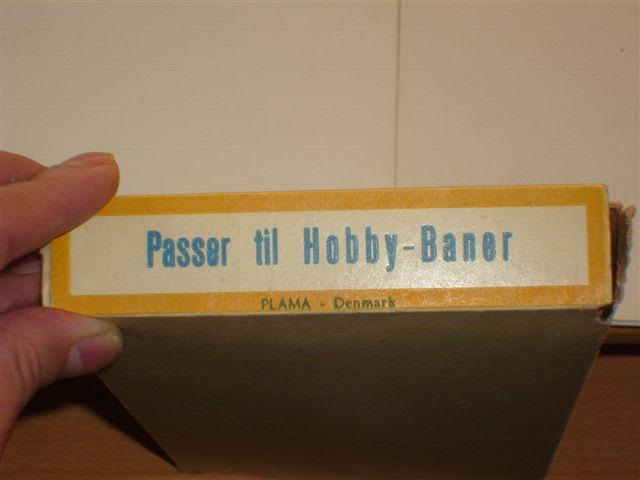 Passer til Hobby-Baner
PLAMA - Denmark